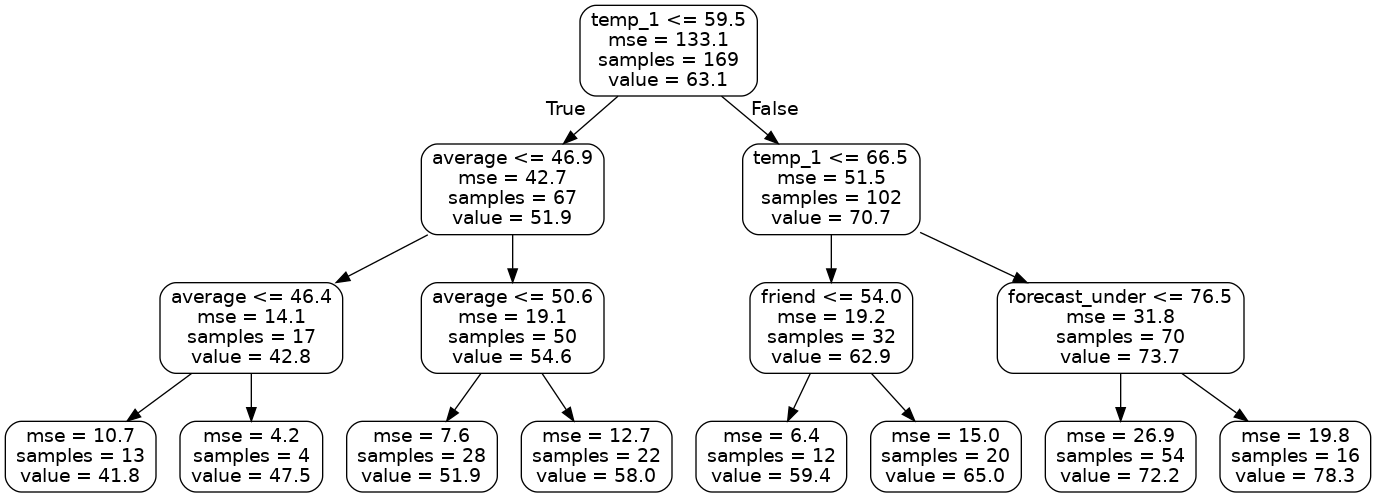 temp_1 <= 59.5
mse = 133.1
samples = 169
value = 63.1
True
False
average <= 46.9
mse = 42.7
samples = 67
value = 51.9
temp_1 <= 66.5
mse = 51.5
samples = 102
value = 70.7
average <= 46.4
mse = 14.1
samples = 17
value = 42.8
average <= 50.6
mse = 19.1
samples = 50
value = 54.6
friend <= 54.0
mse = 19.2
samples = 32
value = 62.9
forecast_under <= 76.5
mse = 31.8
samples = 70
value = 73.7
mse = 10.7
samples = 13
value = 41.8
mse = 4.2
samples = 4
value = 47.5
mse = 7.6
samples = 28
value = 51.9
mse = 12.7
samples = 22
value = 58.0
mse = 6.4
samples = 12
value = 59.4
mse = 15.0
samples = 20
value = 65.0
mse = 26.9
samples = 54
value = 72.2
mse = 19.8
samples = 16
value = 78.3